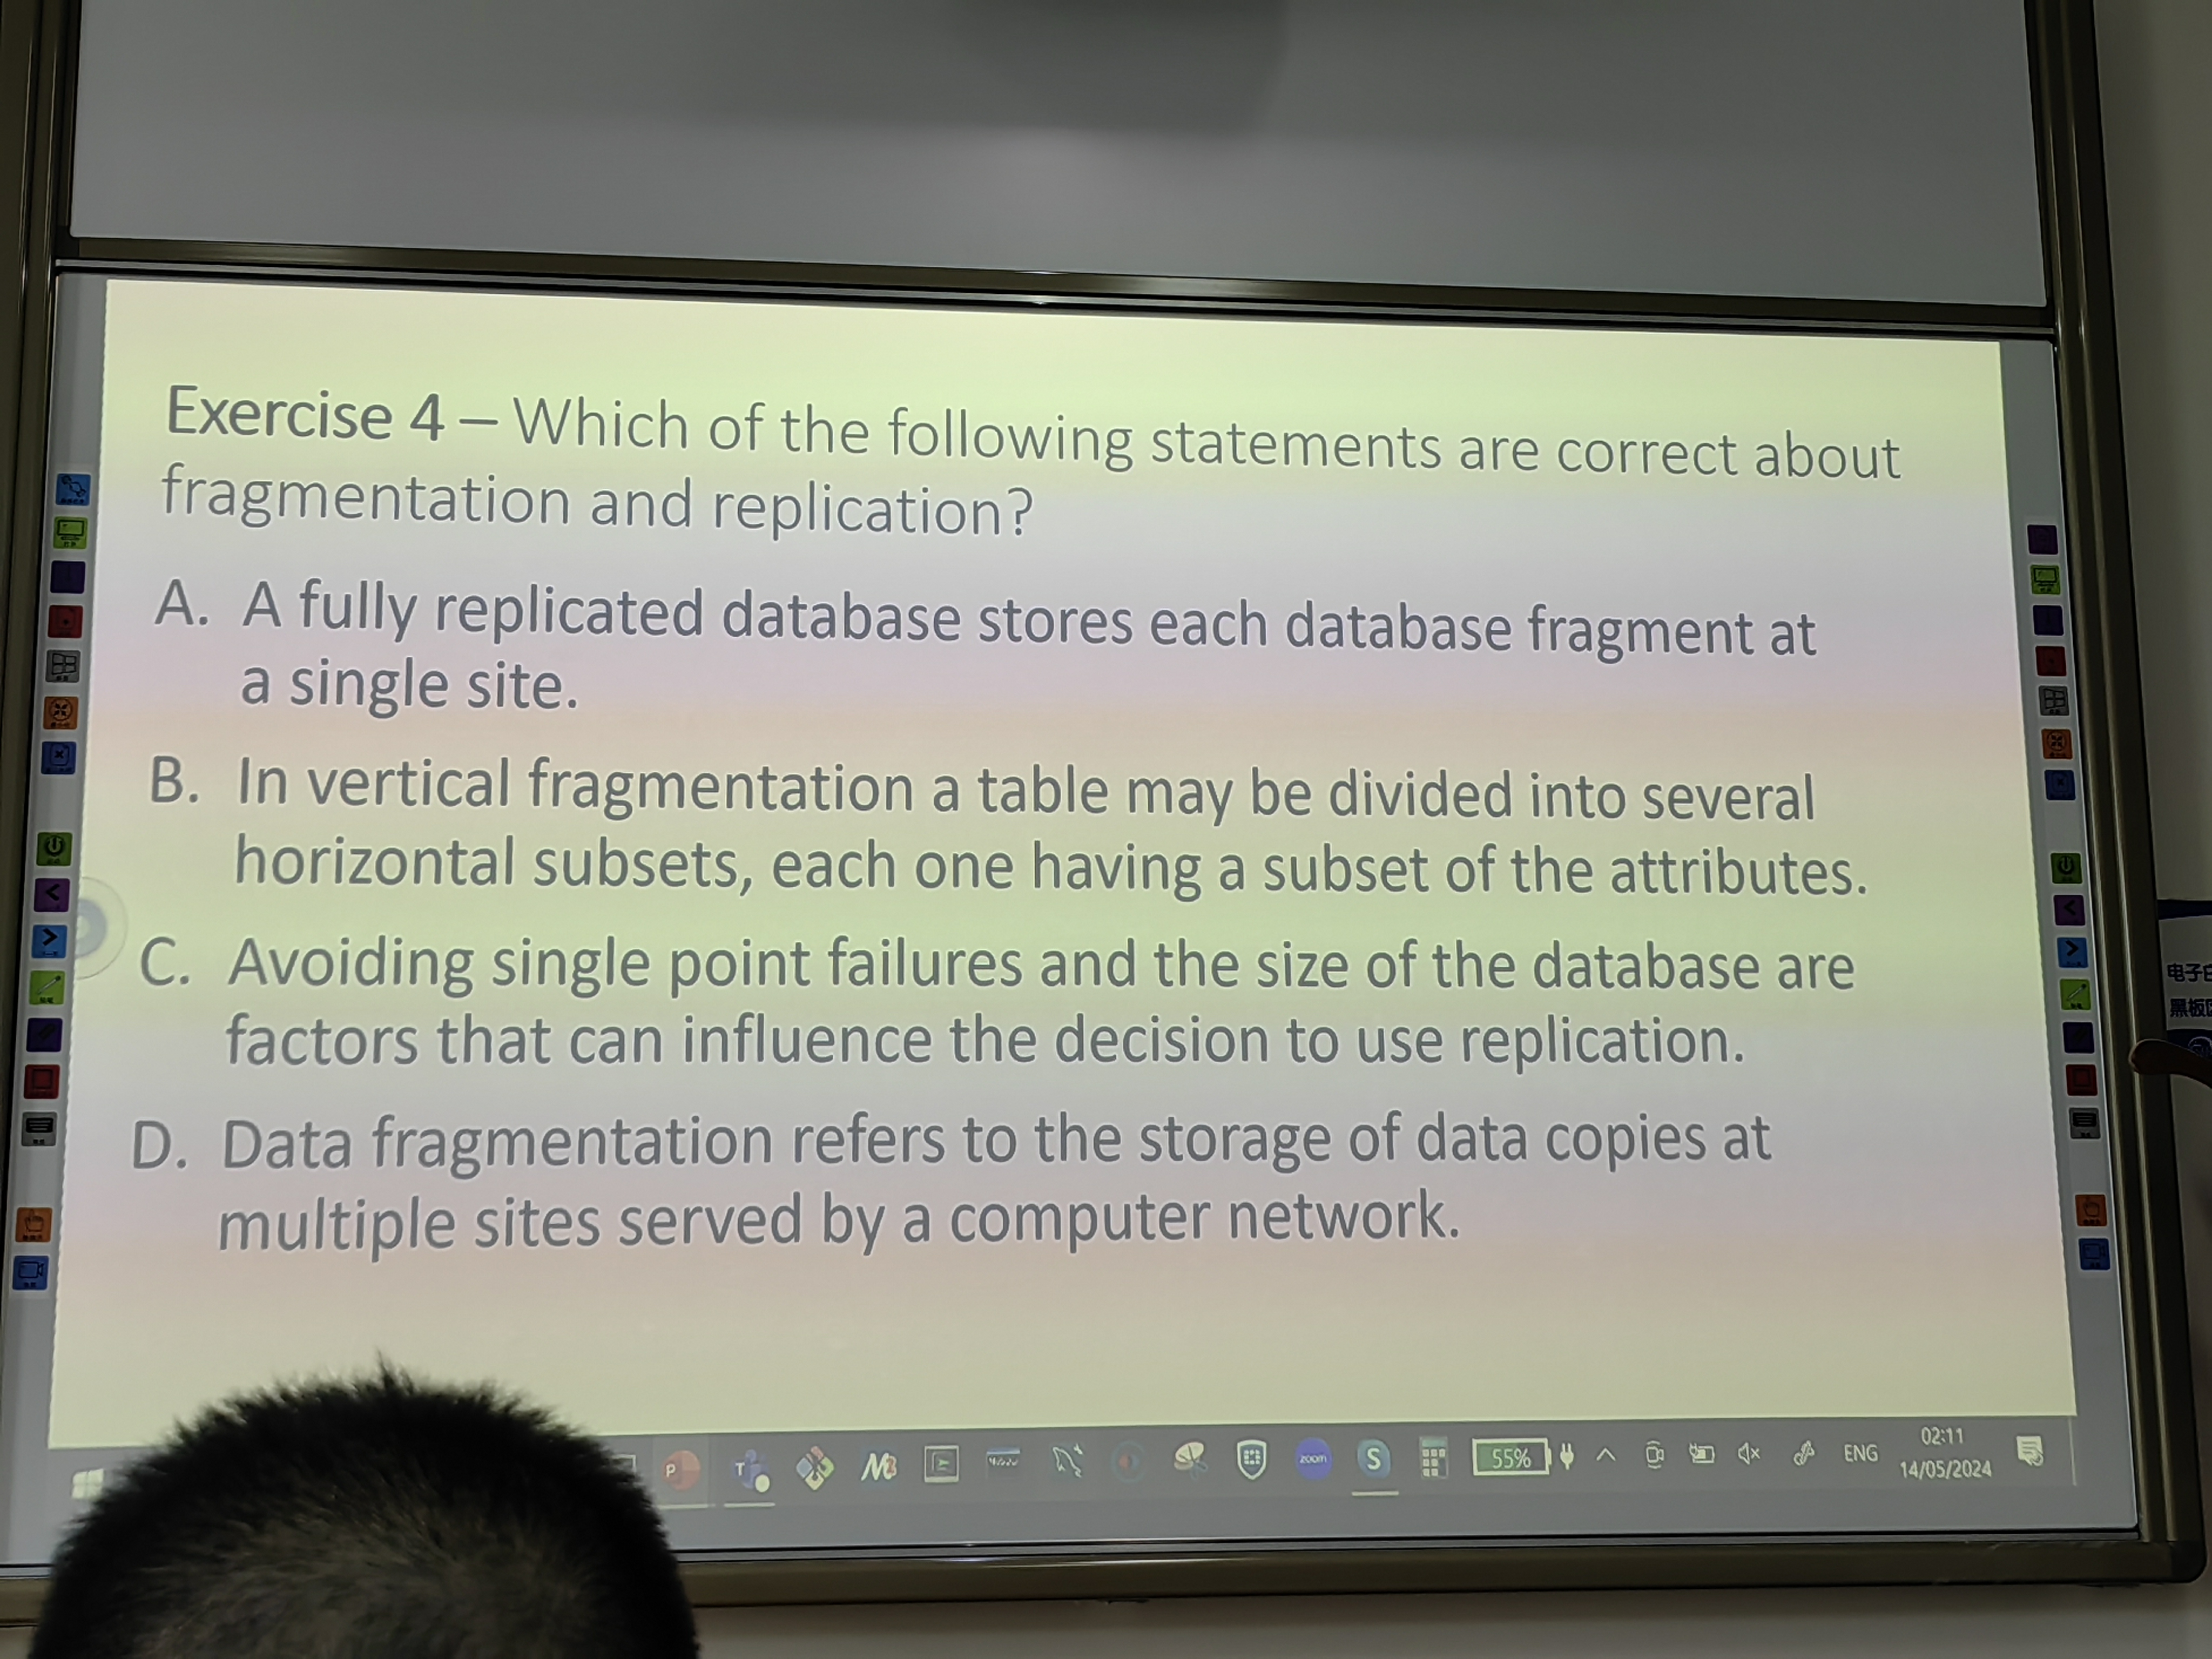 Exercise 4 – Which of the following statements are correct about
fragmentation and replication?
A. A fully replicated database stores each database fragment at
a single site.
B. In vertical fragmentation a table may be divided into several
horizontal subsets, each one having a subset of the attributes.
C. Avoiding single point failures and the size of the database are
factors that can influence the decision to use replication.
D. Data fragmentation refers to the storage of data copies at
multiple sites served by a computer network.
55%
ENG
02:11
14/05/2024
zoom
S
P
T
电子
黑板